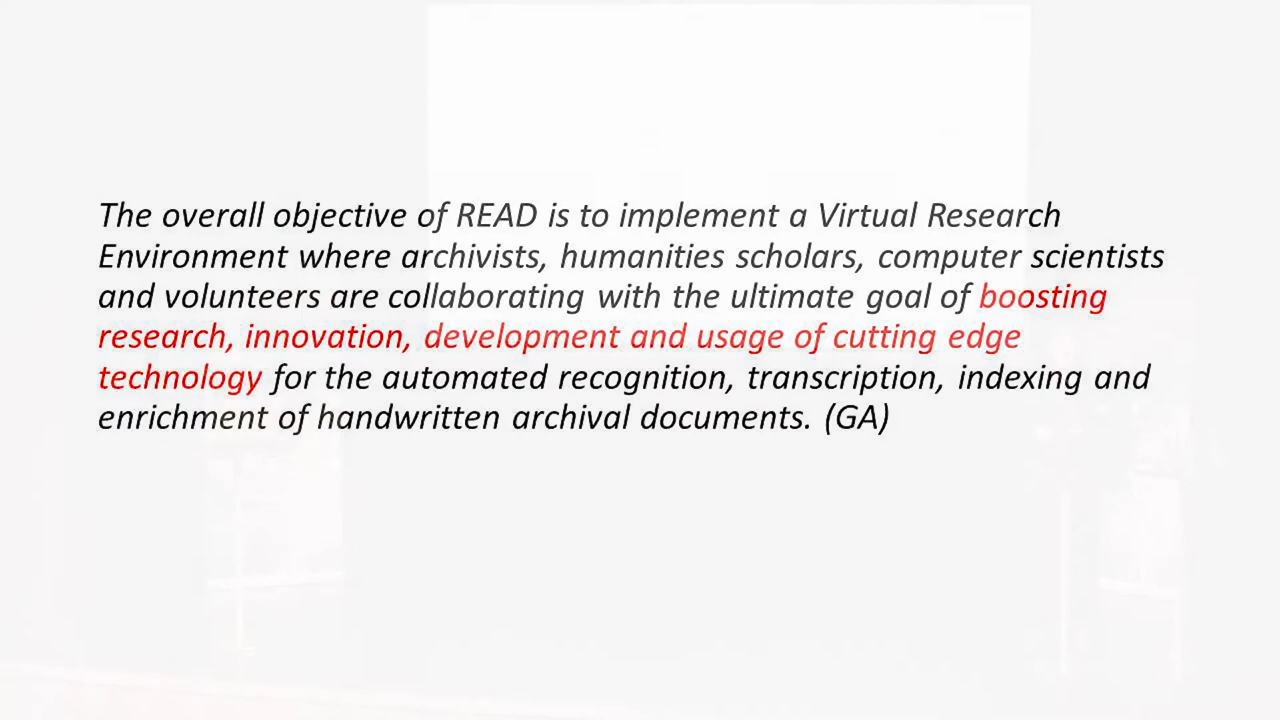 The overall objective of READ is to implement a Virtual Research
Environment where archivists, humanities scholars, computer scientists
and volunteers are collaborating with the ultimate goal of boosting
research, innovation, development and usage of cutting edge
technology for the automated recognition, transcription, indexing and
enrichment of handwritten archival documents. (GA)